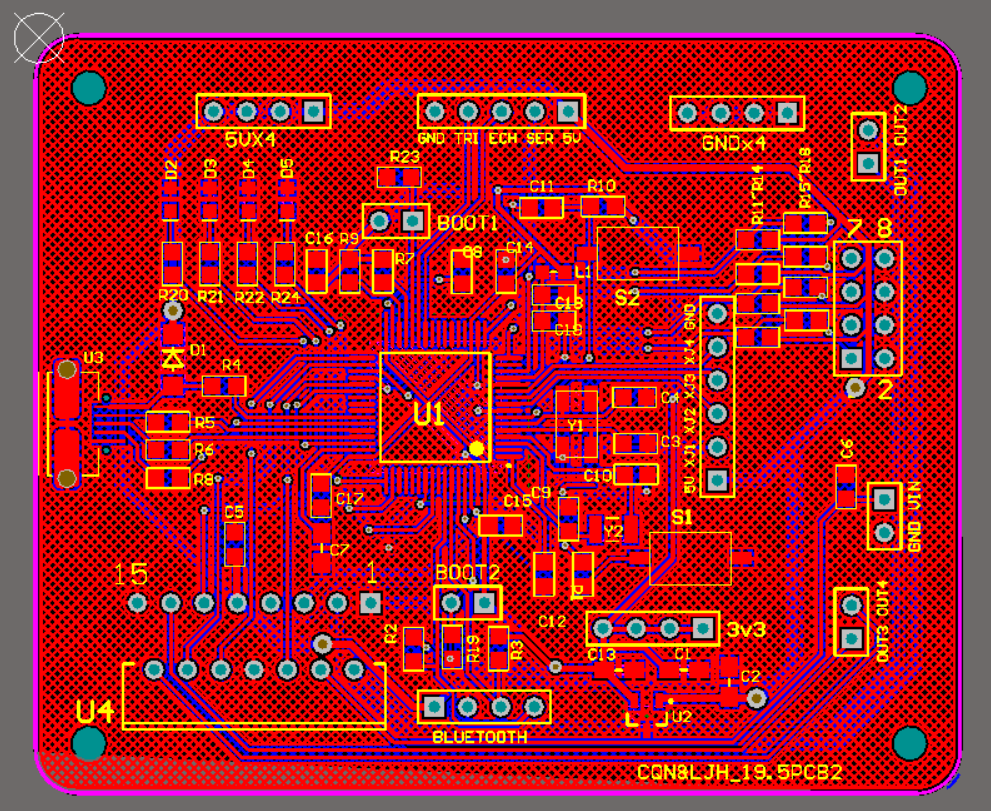 5VX4
GND TRI ECH SER 5V
GNDx4
OUT1 OUT2
D2
D3
D4
D5
R23
BOOT1
C11
R10
R11~R14
R15~R18
7 8
C16
R9
R7
C14
L1
S2
R20
R21
R22
R24
C18
D1
U3
R4
U1
GND
XJ4
XJ3
XJ2
XJ1
5V
2
Y1
C3
R5
R6
R8
C10
C6
C17
C9
C15
S1
GND VIN
C5
C7
Y2
15
1
BOOT2
C12
3v3
OUT3 OUT4
R2
R19
R3
C13
C1
C2
U4
U2
BLUETOOTH
CQN&LJH_19.5PCB2